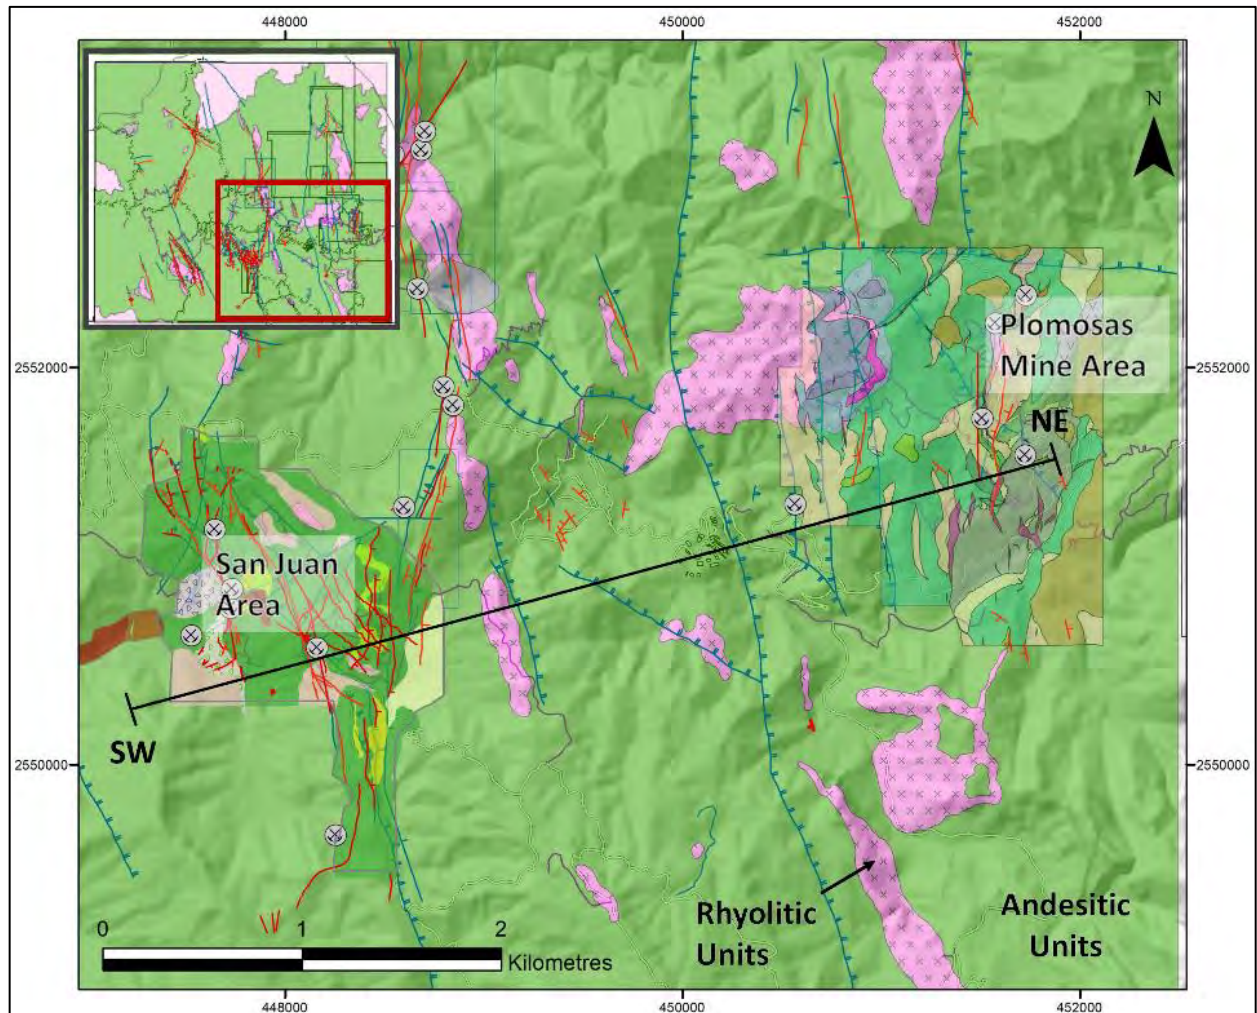 448000
450000
452000
N
2552000
2552000
Plomosas
Mine Area
NE
San Juan
Area
SW
2550000
2550000
Rhyolitic
Units
Andesitic
Units
0
1
2
Kilometres
448000
450000
452000